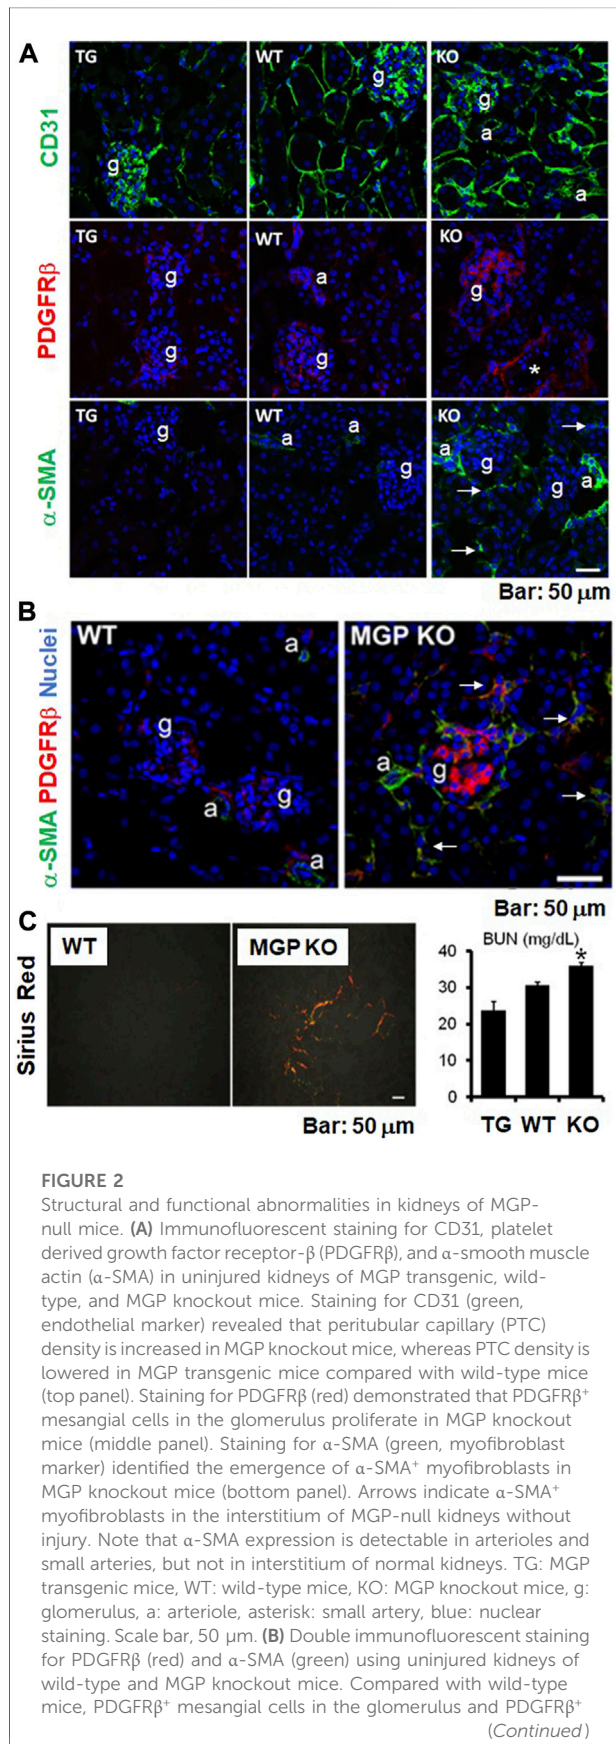 A
TG
WT
KO
CD31
g
g
g
a
a
TG
WT
KO
PDGFRβ
g
g
a
g
g
*
TG
WT
KO
α-SMA
g
a
a
g
a
g
g
a
Bar: 50 μm
B
WT
MGP KO
α-SMA PDGFRβ Nuclei
a
g
a
g
a
a
g
Bar: 50 μm
C
WT
MGP KO
Sirius Red
Bar: 50 μm
BUN (mg/dL)
*
40
30
20
10
0
TG WT KO
FIGURE 2
Structural and functional abnormalities in kidneys of MGP-
null mice. (A) Immunofluorescent staining for CD31, platelet
derived growth factor receptor-β (PDGFRβ), and α-smooth muscle
actin (α-SMA) in uninjured kidneys of MGP transgenic, wild-
type, and MGP knockout mice. Staining for CD31 (green,
endothelial marker) revealed that peritubular capillary (PTC)
density is increased in MGP knockout mice, whereas PTC density is
lowered in MGP transgenic mice compared with wild-type mice
(top panel). Staining for PDGFRβ (red) demonstrated that PDGFRβ⁺
mesangial cells in the glomerulus proliferate in MGP knockout
mice (middle panel). Staining for α-SMA (green, myofibroblast
marker) identified the emergence of α-SMA⁺ myofibroblasts in
MGP knockout mice (bottom panel). Arrows indicate α-SMA⁺
myofibroblasts in the interstitium of MGP-null kidneys without
injury. Note that α-SMA expression is detectable in arterioles and
small arteries, but not in interstitium of normal kidneys. TG: MGP
transgenic mice, WT: wild-type mice, KO: MGP knockout mice, g:
glomerulus, a: arteriole, asterisk: small artery, blue: nuclear
staining. Scale bar, 50 μm. (B) Double immunofluorescent staining
for PDGFRβ (red) and α-SMA (green) using uninjured kidneys of
wild-type and MGP knockout mice. Compared with wild-type
mice, PDGFRβ⁺ mesangial cells in the glomerulus and PDGFRβ⁺
(Continued)